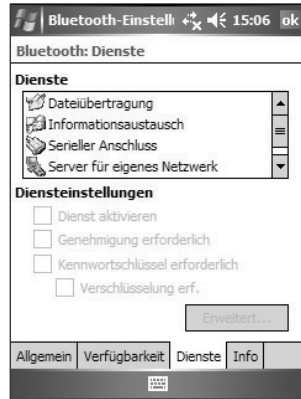 Bluetooth-Einstell 15:06 ok
Bluetooth: Dienste
Dienste
Dateiübertragung
Informationsaustausch
Serieller Anschluss
Server für eigenes Netzwerk
Diensteinstellungen
Dienst aktivieren
Genehmigung erforderlich
Kennwortschlüssel erforderlich
Verschlüsselung erf.
Erweitert...
Allgemein Verfügbarkeit Dienste Info